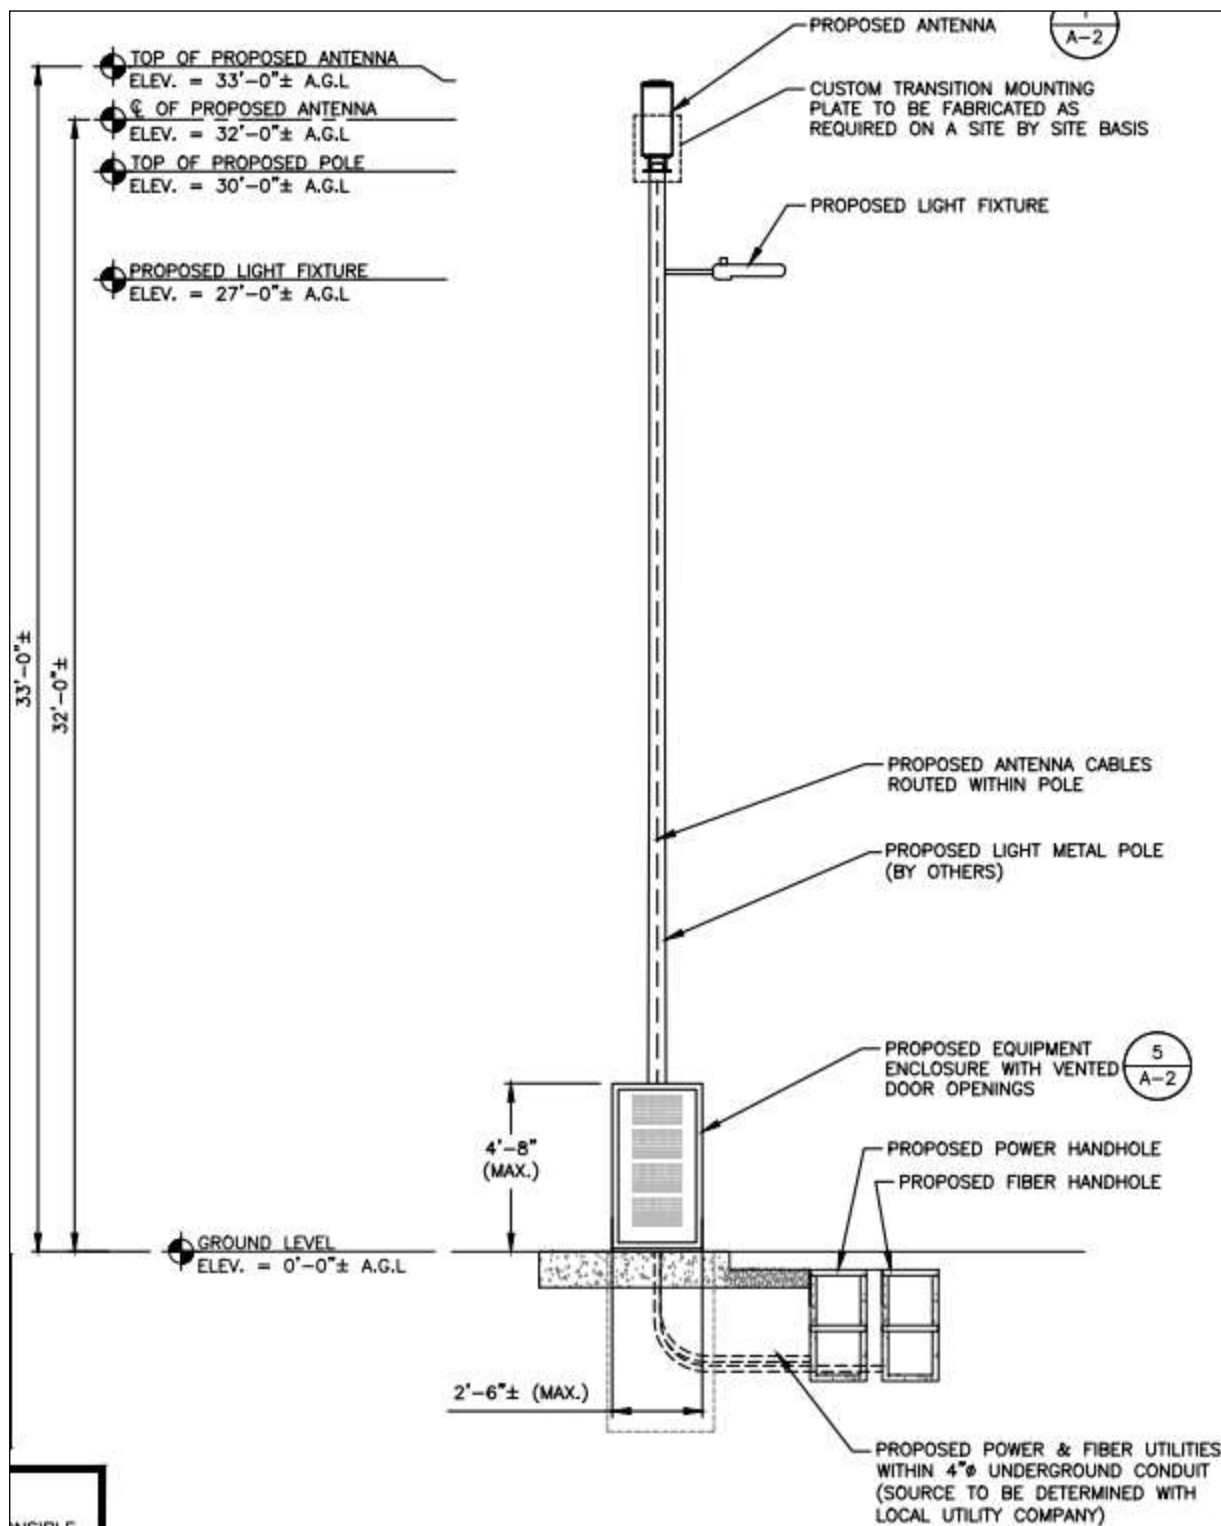 PROPOSED ANTENNA
A-2
TOP OF PROPOSED ANTENNA
ELEV. = 33'-0"± A.G.L
℄ OF PROPOSED ANTENNA
ELEV. = 32'-0"± A.G.L
TOP OF PROPOSED POLE
ELEV. = 30'-0"± A.G.L
CUSTOM TRANSITION MOUNTING
PLATE TO BE FABRICATED AS
REQUIRED ON A SITE BY SITE BASIS
PROPOSED LIGHT FIXTURE
PROPOSED LIGHT FIXTURE
ELEV. = 27'-0"± A.G.L
33'-0"±
32'-0"±
PROPOSED ANTENNA CABLES
ROUTED WITHIN POLE
PROPOSED LIGHT METAL POLE
(BY OTHERS)
PROPOSED EQUIPMENT
ENCLOSURE WITH VENTED
DOOR OPENINGS
5
A-2
4'-8"
(MAX.)
PROPOSED POWER HANDHOLE
PROPOSED FIBER HANDHOLE
GROUND LEVEL
ELEV. = 0'-0"± A.G.L
2'-6"± (MAX.)
PROPOSED POWER & FIBER UTILITIES
WITHIN 4"ø UNDERGROUND CONDUIT
(SOURCE TO BE DETERMINED WITH
LOCAL UTILITY COMPANY)